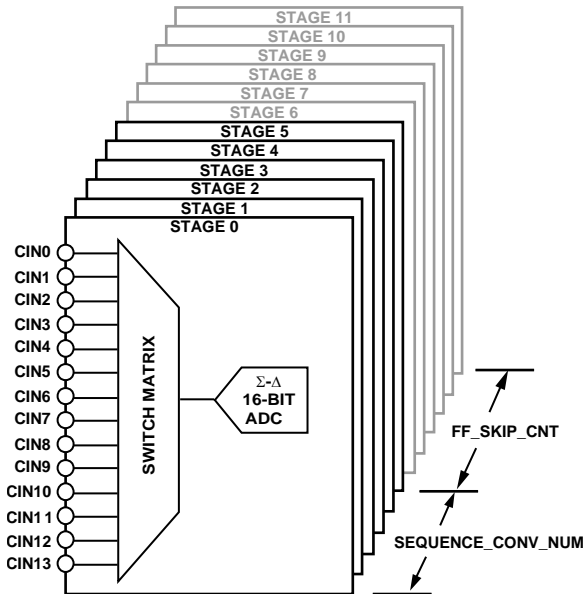 STAGE 11
STAGE 10
STAGE 9
STAGE 8
STAGE 7
STAGE 6
STAGE 5
STAGE 4
STAGE 3
STAGE 2
STAGE 1
STAGE 0
CIN0
CIN1
CIN2
CIN3
CIN4
CIN5
CIN6
CIN7
CIN8
CIN9
CIN10
CIN11
CIN12
CIN13
SWITCH MATRIX
Σ-Δ
16-BIT
ADC
FF_SKIP_CNT
SEQUENCE_CONV_NUM